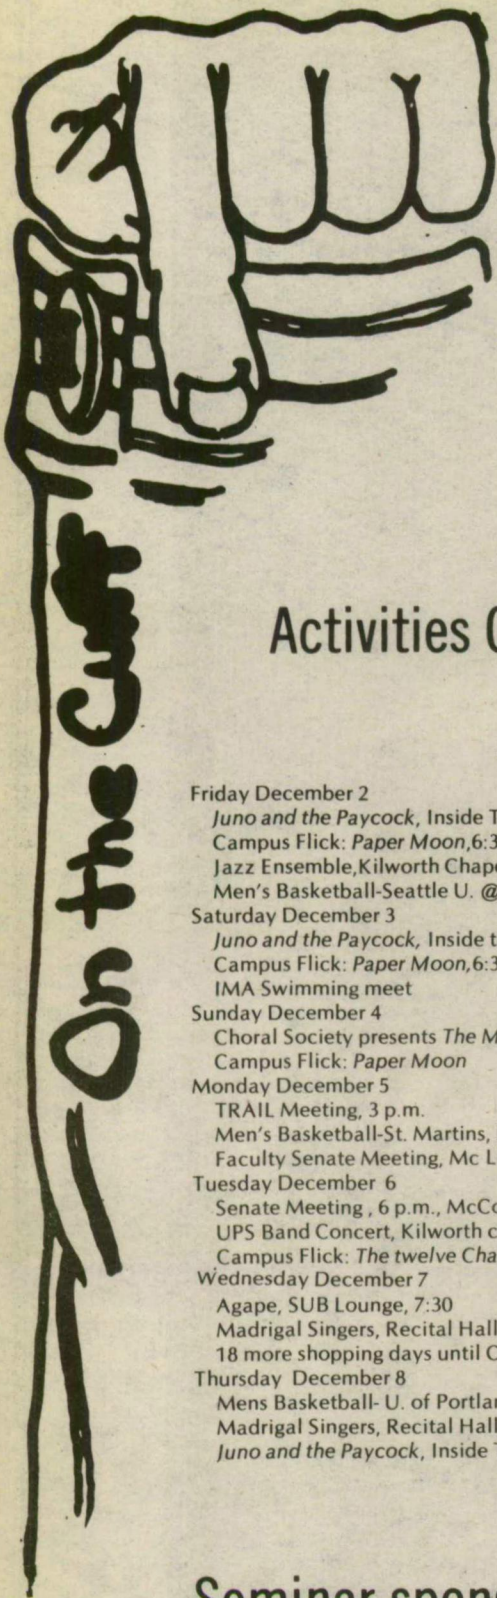 On the Cuff
Activities
Friday December 2
Juno and the Paycock, Inside
Campus Flick: Paper Moon,6:3
Jazz Ensemble,Kilworth
Men's Basketball-Seattle U. @
Saturday December 3
Juno and the Paycock, Inside
Campus Flick: Paper Moon,6:3
IMA Swimming meet
Sunday December 4
Choral Society presents The
Campus Flick: Paper Moon
Monday December 5
TRAIL Meeting, 3 p.m.
Men's Basketball-St. Martins,
Faculty Senate Meeting, Mc
Tuesday December 6
Senate Meeting , 6 p.m.,
UPS Band Concert, Kilworth
Campus Flick: The twelve
Wednesday December 7
Agape, SUB Lounge, 7:30
Madrigal Singers, Recital Hall
18 more shopping days until
Thursday December 8
Mens Basketball- U. of
Madrigal Singers, Recital Hall
Juno and the Paycock, Inside
Seminar